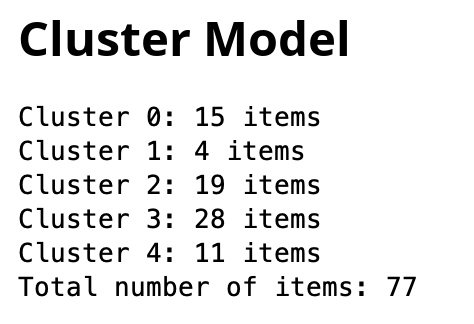 Cluster Model
Cluster 0: 15 items
Cluster 1: 4 items
Cluster 2: 19 items
Cluster 3: 28 items
Cluster 4: 11 items
Total number of items: 77